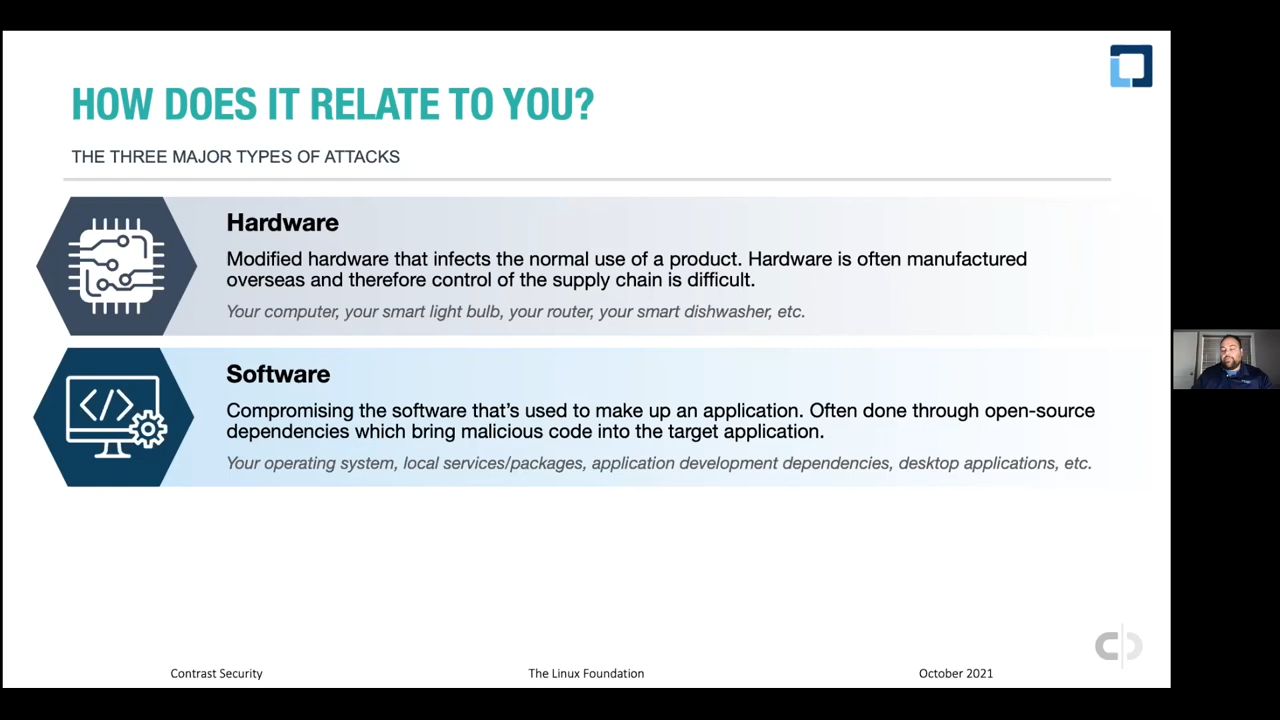 HOW DOES IT RELATE TO YOU?
THE THREE MAJOR TYPES OF ATTACKS
Hardware
Modified hardware that infects the normal use of a product. Hardware is often manufactured
overseas and therefore control of the supply chain is difficult.
Your computer, your smart light bulb, your router, your smart dishwasher, etc.
Software
Compromising the software that's used to make up an application. Often done through open-source
dependencies which bring malicious code into the target application.
Your operating system, local services/packages, application development dependencies, desktop applications, etc.
Contrast Security
The Linux Foundation
October 2021